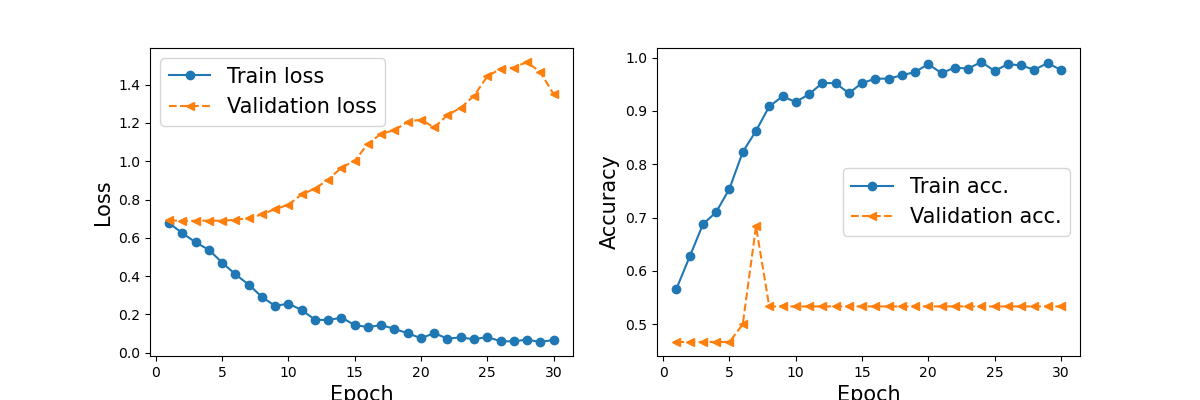 Train loss
Validation loss
Loss
1.4
1.2
1.0
0.8
0.6
0.4
0.2
0.0
0 5 10 15 20 25 30
Epoch
Train acc.
Validation acc.
Accuracy
1.0
0.9
0.8
0.7
0.6
0.5
0 5 10 15 20 25 30
Epoch